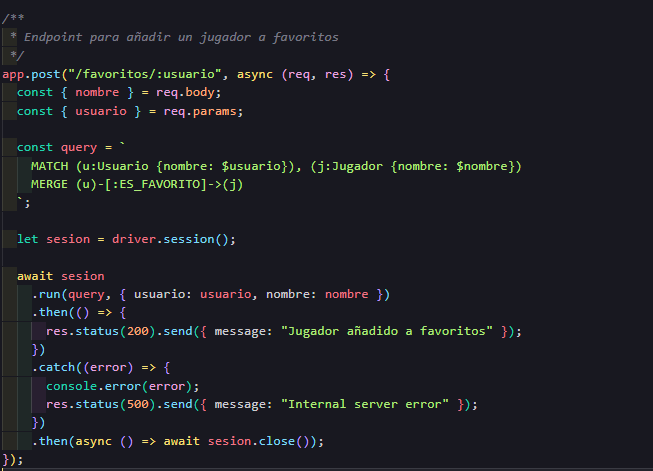 /**
 * Endpoint para añadir un jugador a favoritos
 */
app.post("/favoritos/:usuario", async (req, res) => {
  const { nombre } = req.body;
  const { usuario } = req.params;

  const query = `
    MATCH (u:Usuario {nombre: $usuario}), (j:Jugador {nombre: $nombre})
    MERGE (u)-[:ES_FAVORITO]->(j)
  `;

  let sesion = driver.session();

  await sesion
    .run(query, { usuario: usuario, nombre: nombre })
    .then(() => {
      res.status(200).send({ message: "Jugador añadido a favoritos" });
    })
    .catch((error) => {
      console.error(error);
      res.status(500).send({ message: "Internal server error" });
    })
    .then(async () => await sesion.close());
});